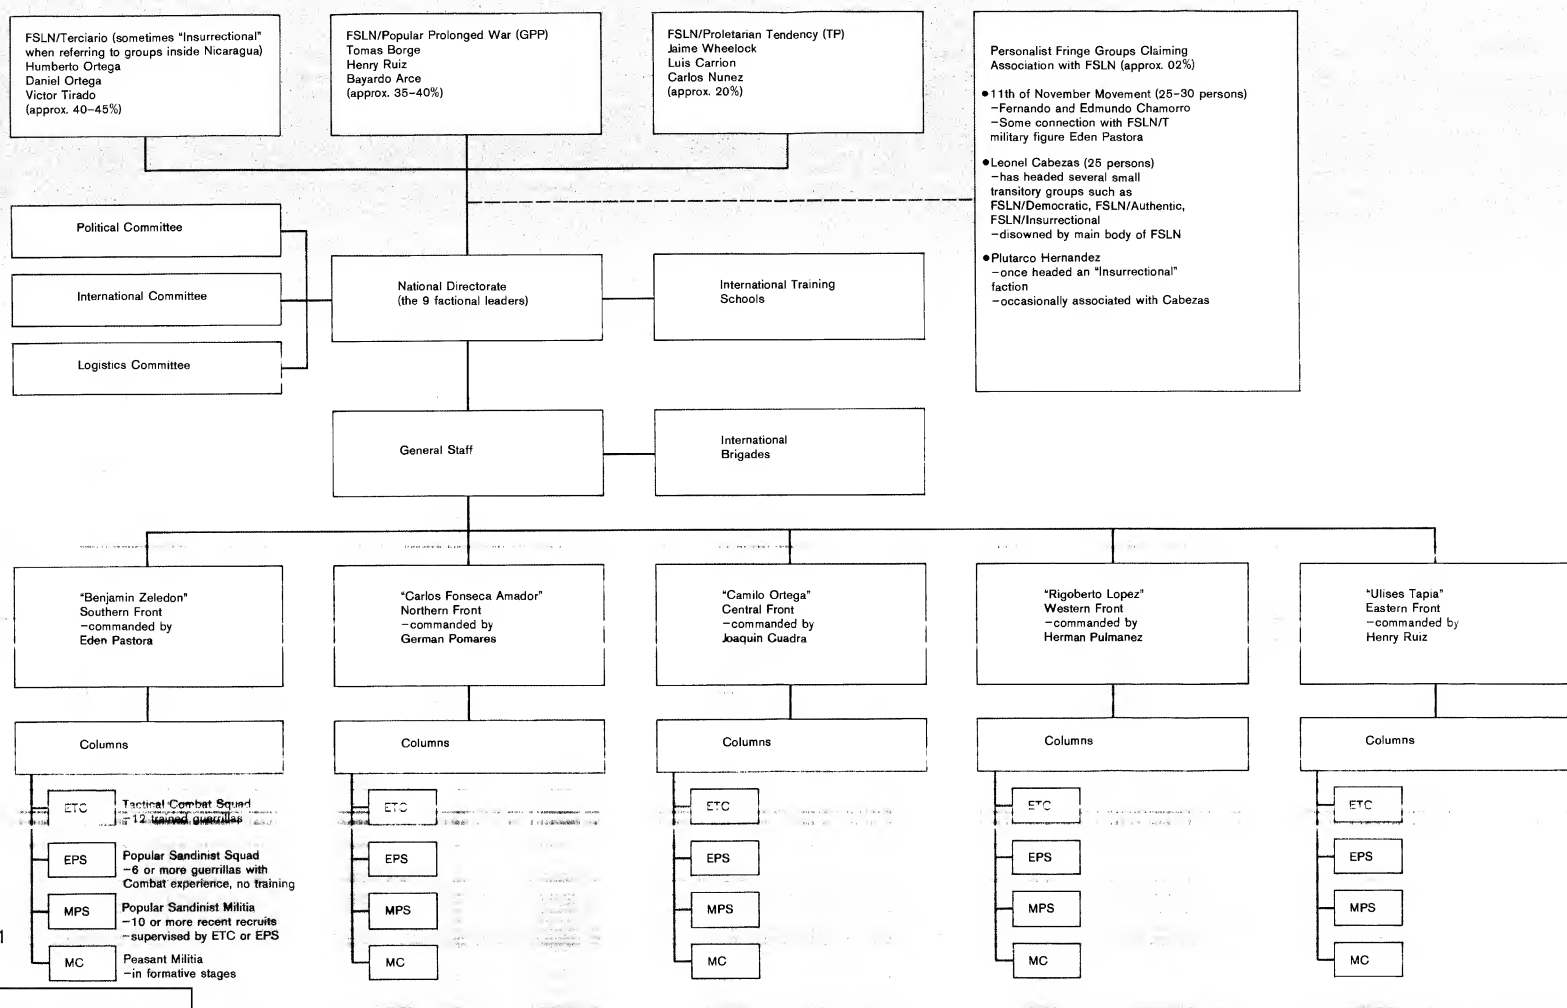 FSLN/Terciario (sometimes "Insurrectional"
when referring to groups inside Nicaragua)
Humberto Ortega
Daniel Ortega
Victor Tirado
(approx. 40-45%)
FSLN/Popular Prolonged War (GPP)
Tomas Borge
Henry Ruiz
Bayardo Arce
(approx. 35-40%)
FSLN/Proletarian Tendency (TP)
Jaime Wheelock
Luis Carrion
Carlos Nunez
(approx. 20%)
Personalist Fringe Groups Claiming
Association with FSLN (approx. 02%)
●11th of November Movement (25-30 persons)
-Fernando and Edmundo Chamorro
-Some connection with FSLN/T
military figure Eden Pastora
●Leonel Cabezas (25 persons)
-has headed several small
transitory groups such as
FSLN/Democratic, FSLN/Authentic,
FSLN/Insurrectional
-disowned by main body of FSLN
●Plutarco Hernandez
-once headed an "Insurrectional"
faction
-occasionally associated with Cabezas
Political Committee
International Committee
Logistics Committee
National Directorate
(the 9 factional leaders)
International Training
Schools
General Staff
International
Brigades
"Benjamin Zeledon"
Southern Front
-commanded by
Eden Pastora
"Carlos Fonseca Amador"
Northern Front
-commanded by
German Pomares
"Camilo Ortega"
Central Front
-commanded by
Joaquin Cuadra
"Rigoberto Lopez"
Western Front
-commanded by
Herman Pulmanez
"Ulises Tapia"
Eastern Front
-commanded by
Henry Ruiz
Columns
Columns
Columns
Columns
Columns
ETC
Tactical Combat Squad
-12 trained guerrillas
EPS
Popular Sandinist Squad
-6 or more guerrillas with
Combat experience, no training
MPS
Popular Sandinist Militia
-10 or more recent recruits
-supervised by ETC or EPS
MC
Peasant Militia
-in formative stages
ETC
EPS
MPS
MC
ETC
EPS
MPS
MC
ETC
EPS
MPS
MC
ETC
EPS
MPS
MC
1